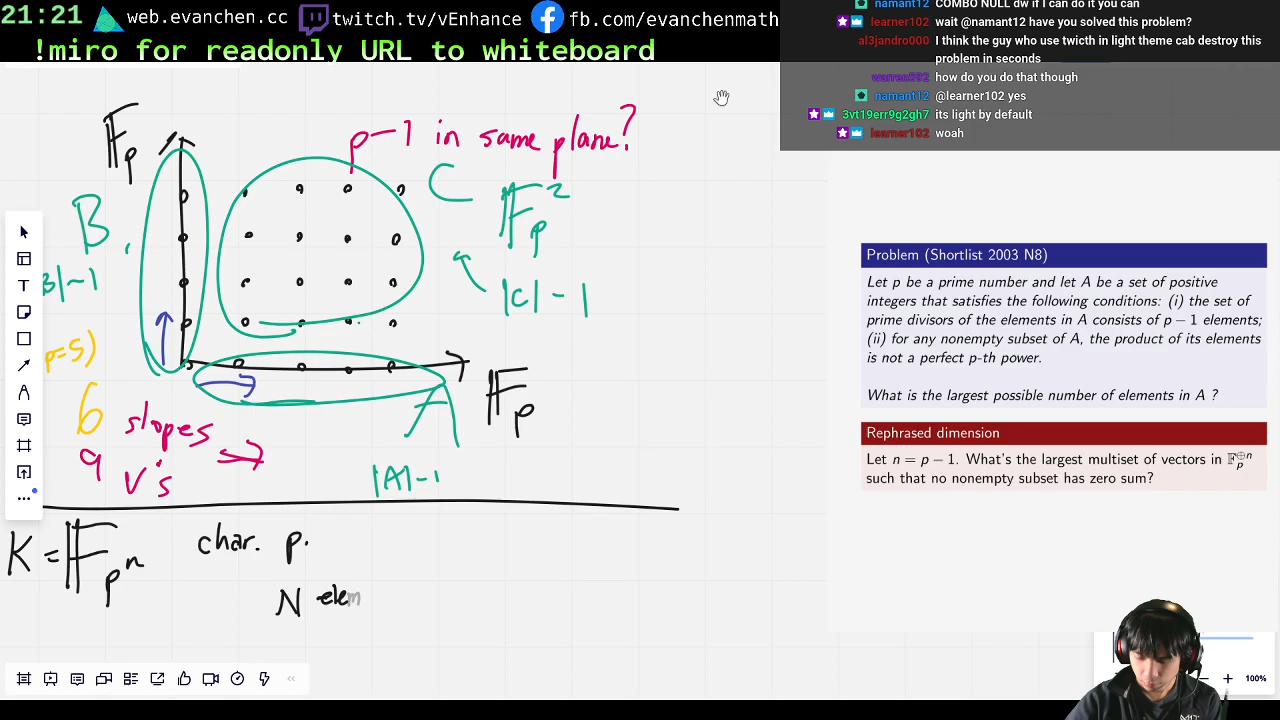 21:21 web.evanchen.cc twitch.tv/vEnhance fb.com/evanchenmath
!miro for readonly URL to whiteboard
namant12 COMBO NULL dw if I can do it you can
learner102 wait @namant12 have you solved this problem?
al3jandro000 I think the guy who use twicth in light theme cab destroy this
problem in seconds
warren592 how do you do that though
namant12 @learner102 yes
3vt19err9g2gh7 its light by default
learner102 woah
𝔽p
p-1 in same plane?
C 𝔽p²
B
|B|-1
|C| - 1
p=5)
6 slopes
9 v's
𝔽p
A
|A|-1
K = 𝔽pⁿ char. p.
N elem
Problem (Shortlist 2003 N8)
Let p be a prime number and let A be a set of positive
integers that satisfies the following conditions: (i) the set of
prime divisors of the elements in A consists of p − 1 elements;
(ii) for any nonempty subset of A, the product of its elements
is not a perfect p-th power.
What is the largest possible number of elements in A ?
Rephrased dimension
Let n = p − 1. What's the largest multiset of vectors in 𝔽p⊕n
such that no nonempty subset has zero sum?
T
100%